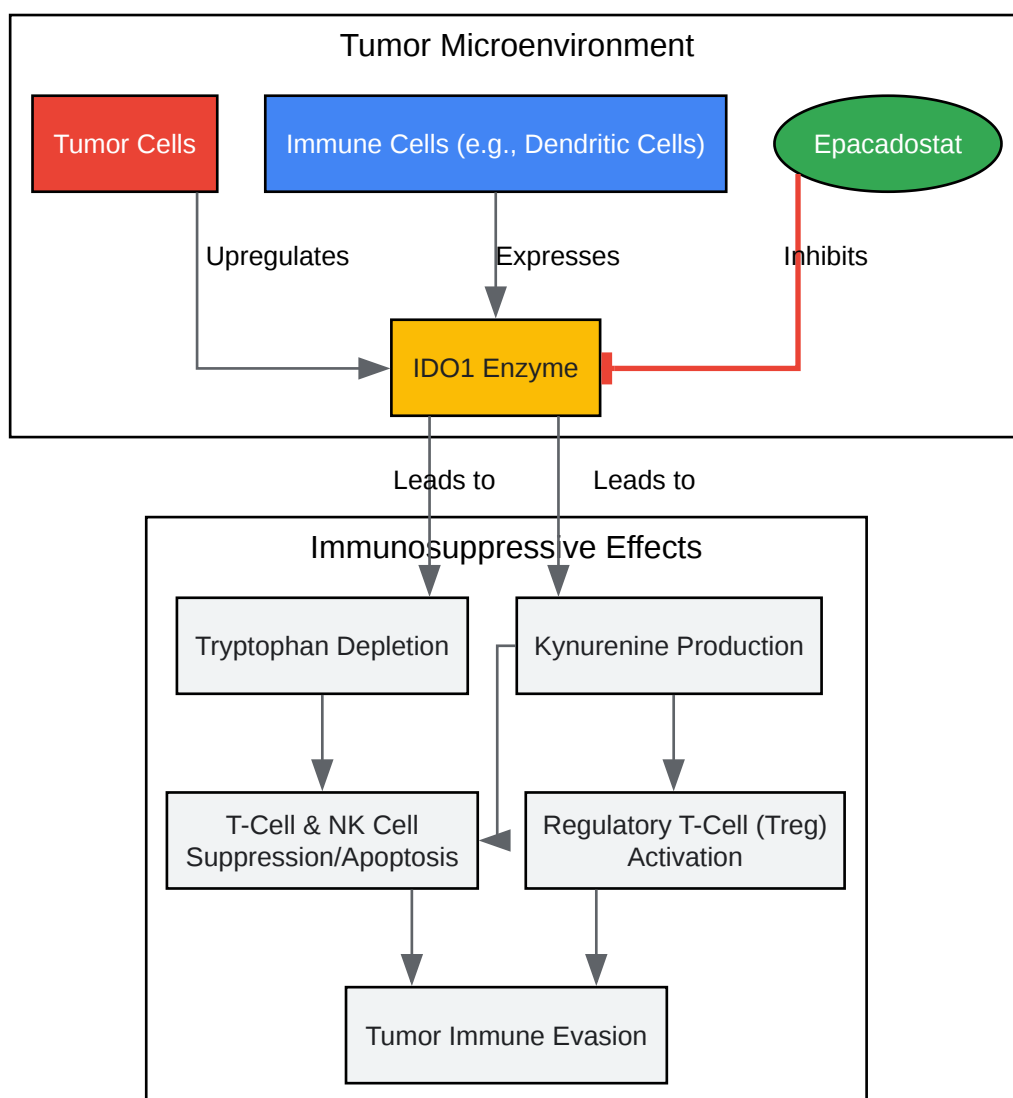 Tumor Microenvironment
Tumor Cells
Immune Cells (e.g., Dendritic Cells)
Epacadostat
Upregulates
Expresses
Inhibits
IDO1 Enzyme
Leads to
Leads to
Immunosuppressive Effects
Tryptophan Depletion
Kynurenine Production
T-Cell & NK Cell
Suppression/Apoptosis
Regulatory T-Cell (Treg)
Activation
Tumor Immune Evasion